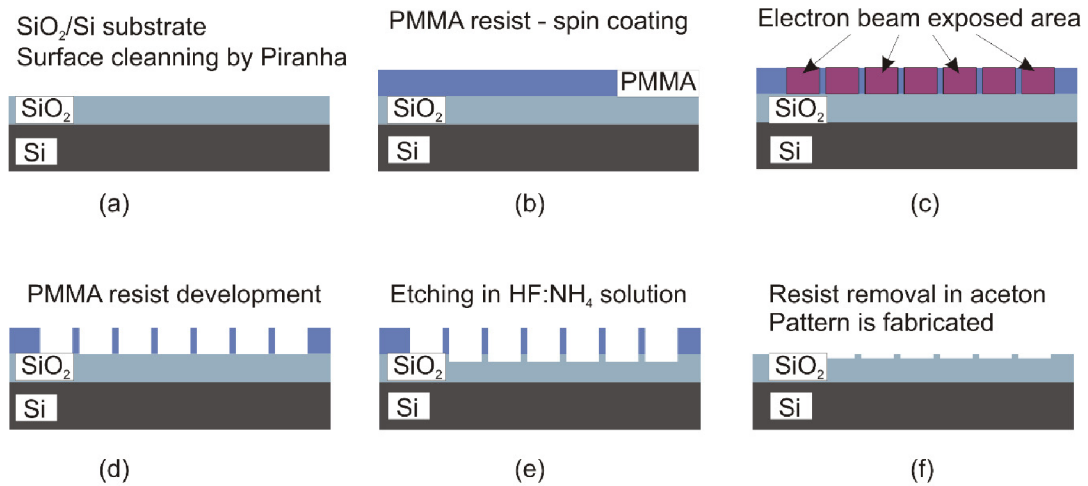 SiO₂/Si substrate
Surface cleanning by Piranha
SiO₂
Si
(a)
PMMA resist - spin coating
PMMA
SiO₂
Si
(b)
Electron beam exposed area
SiO₂
Si
(c)
PMMA resist development
SiO₂
Si
(d)
Etching in HF:NH₄ solution
SiO₂
Si
(e)
Resist removal in aceton
Pattern is fabricated
SiO₂
Si
(f)